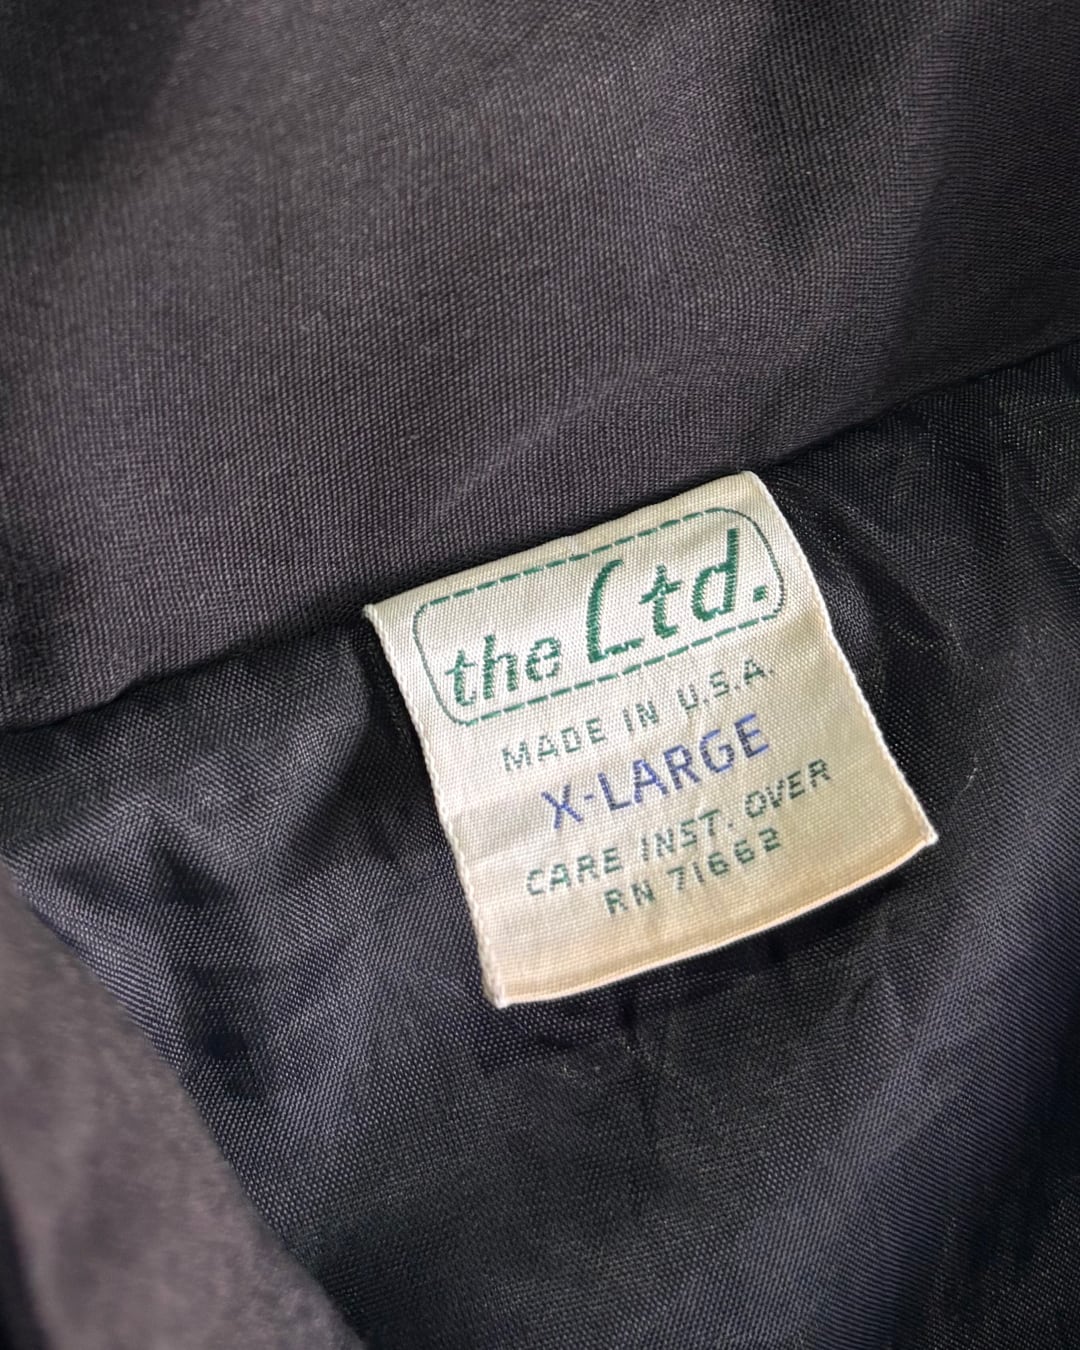 the Ltd.
MADE IN U.S.A.
X-LARGE
CARE INST. OVER
RN 71662